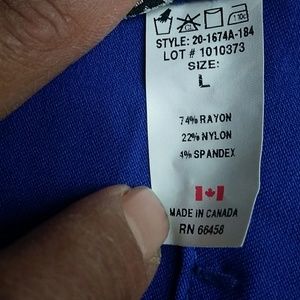 STYLE: 20-1674A-184
LOT # 1010373
SIZE:
L
74% RAYON
22% NYLON
4% SPANDEX
MADE IN CANADA
RN 66458